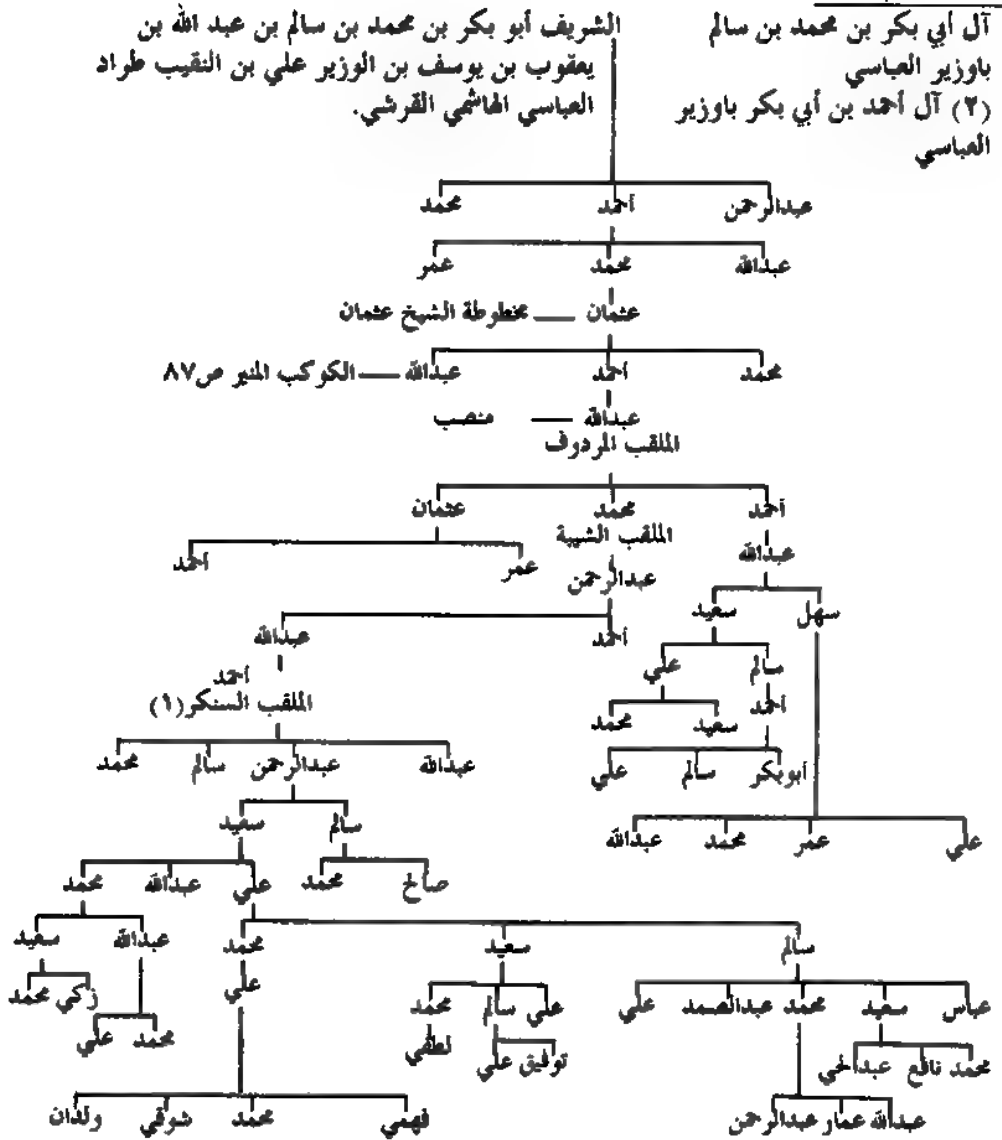 آل أبي بكر بن محمد بن سالم
باوزير العباسي
(٢) آل أحمد بن أبي بكر باوزير
العباسي
الشريف أبو بكر بن محمد بن سالم بن عبد الله بن
يعقوب بن يوسف بن الوزير علي بن النقيب طراد
العباسي الهاشمي القرشي.
عبدالرحمن أحمد محمد
عبدالله محمد عمر
عثمان — مخطوطة الشيخ عثمان
محمد أحمد عبدالله — الكوكب المنير ص٨٧
عبدالله — منصب
الملقب المردوف
أحمد محمد عثمان
الملقب الشيبة
عبدالله عمر أحمد
عبدالرحمن
سهل سعيد
أحمد عبدالله
سالم علي
أحمد
الملقب السنكر(١)
أحمد سعيد محمد
عبدالله عبدالرحمن سالم محمد
أبوبكر سالم علي
سالم سعيد
علي عمر محمد عبدالله
صالح محمد علي عبدالله محمد
سالم سعيد محمد عبدالله سعيد
علي
زكي محمد
عباس سعيد محمد عبدالصمد علي
علي سالم محمد
محمد علي
توفيق علي لطفي
محمد نافع عبدالحي
عبدالله عمار عبدالرحمن
فهمي محمد شوقي ولدان